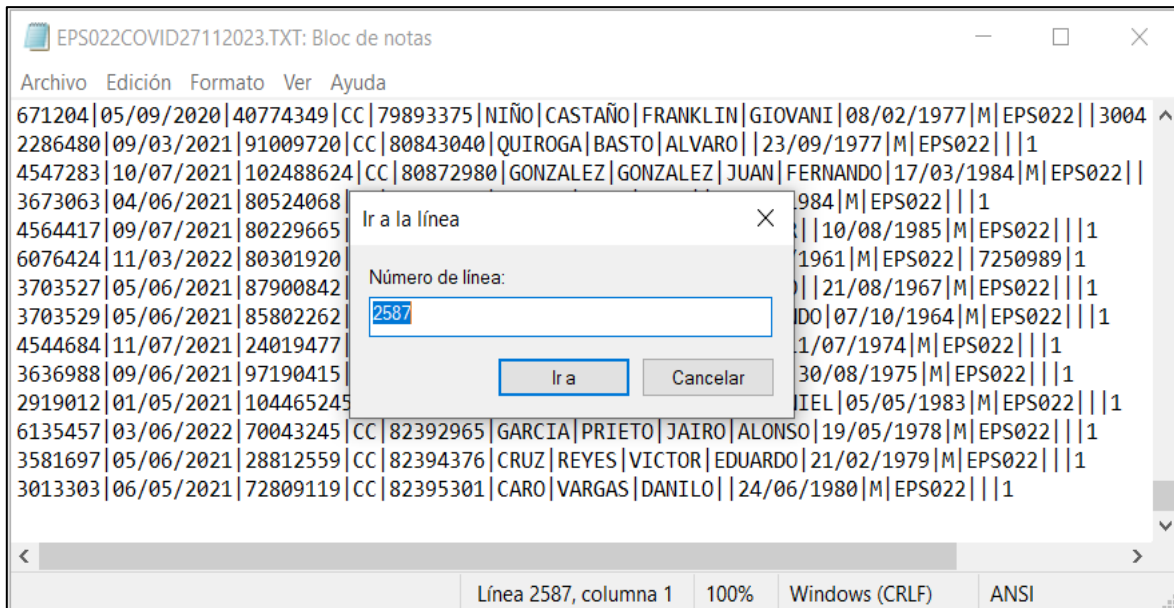 EPS022COVID27112023.TXT: Bloc de notas
Archivo Edición Formato Ver Ayuda
671204|05/09/2020|40774349|CC|79893375|NIÑO|CASTAÑO|FRANKLIN|GIOVANI|08/02/1977|M|EPS022||3004
2286480|09/03/2021|91009720|CC|80843040|QUIROGA|BASTO|ALVARO||23/09/1977|M|EPS022|||1
4547283|10/07/2021|102488624|CC|80872980|GONZALEZ|GONZALEZ|JUAN|FERNANDO|17/03/1984|M|EPS022||
3673063|04/06/2021|80524068| 1984|M|EPS022|||1
4564417|09/07/2021|80229665| ||10/08/1985|M|EPS022|||1
6076424|11/03/2022|80301920| /1961|M|EPS022||7250989|1
3703527|05/06/2021|87900842| ||21/08/1967|M|EPS022|||1
3703529|05/06/2021|85802262| DO|07/10/1964|M|EPS022|||1
4544684|11/07/2021|24019477| 1/07/1974|M|EPS022|||1
3636988|09/06/2021|97190415| 30/08/1975|M|EPS022|||1
2919012|01/05/2021|104465245 IEL|05/05/1983|M|EPS022|||1
6135457|03/06/2022|70043245|CC|82392965|GARCIA|PRIETO|JAIRO|ALONSO|19/05/1978|M|EPS022|||1
3581697|05/06/2021|28812559|CC|82394376|CRUZ|REYES|VICTOR|EDUARDO|21/02/1979|M|EPS022|||1
3013303|06/05/2021|72809119|CC|82395301|CARO|VARGAS|DANILO||24/06/1980|M|EPS022|||1
Ir a la línea
Número de línea:
2587
Ir a Cancelar
Línea 2587, columna 1 100% Windows (CRLF) ANSI